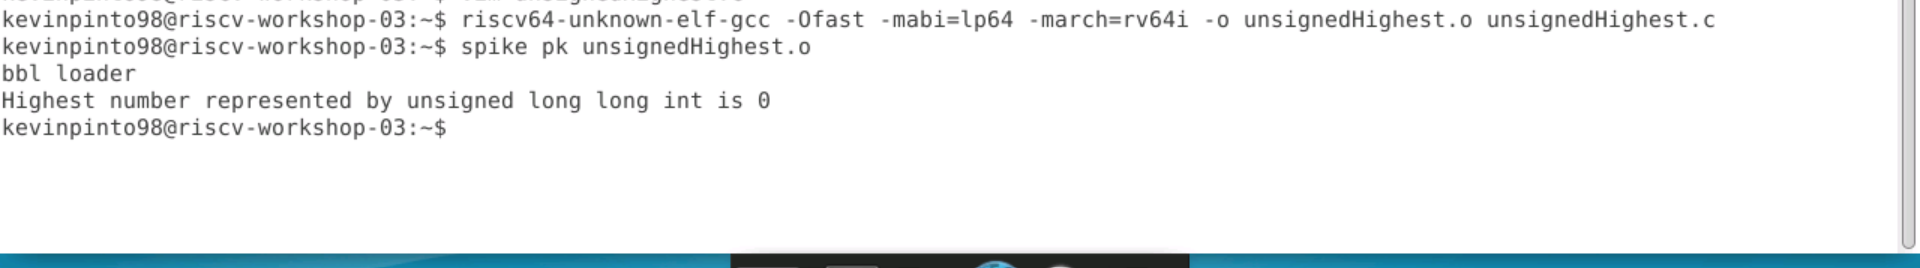 kevinpinto98@riscv-workshop-03:~$ riscv64-unknown-elf-gcc -Ofast -mabi=lp64 -march=rv64i -o unsignedHighest.o unsignedHighest.c
kevinpinto98@riscv-workshop-03:~$ spike pk unsignedHighest.o
bbl loader
Highest number represented by unsigned long long int is 0
kevinpinto98@riscv-workshop-03:~$